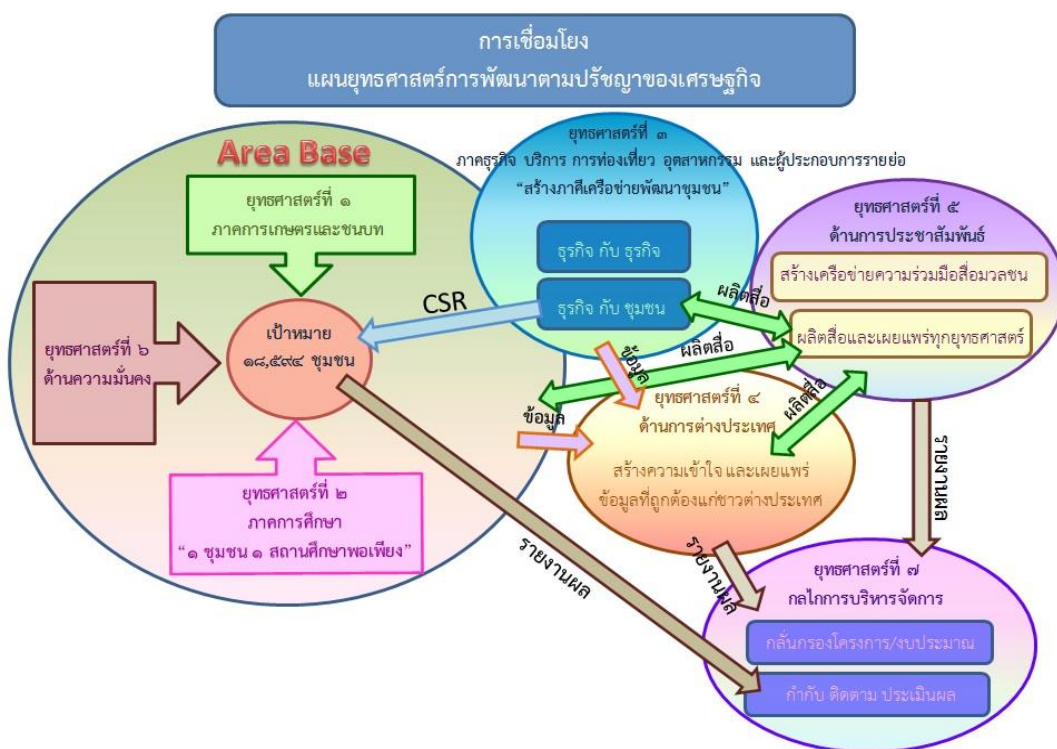 การเชื่อมโยง
แผนยุทธศาสตร์การพัฒนาตามปรัชญาของเศรษฐกิจ
Area Base
ยุทธศาสตร์ที่ ๑
ภาคการเกษตรและชนบท
ยุทธศาสตร์ที่ ๖
ด้านความมั่นคง
เป้าหมาย
๑๘,๕๙๔ ชุมชน
ยุทธศาสตร์ที่ ๒
ภาคการศึกษา
“๑ ชุมชน ๑ สถานศึกษาพอเพียง”
ยุทธศาสตร์ที่ ๓
ภาคธุรกิจ บริการ การท่องเที่ยว อุตสาหกรรม และผู้ประกอบการรายย่อ
“สร้างภาคีเครือข่ายพัฒนาชุมชน”
ธุรกิจ กับ ธุรกิจ
ธุรกิจ กับ ชุมชน
CSR
ยุทธศาสตร์ที่ ๕
ด้านการประชาสัมพันธ์
สร้างเครือข่ายความร่วมมือสื่อมวลชน
ผลิตสื่อและเผยแพร่ทุกยุทธศาสตร์
ผลิตสื่อ
ผลิตสื่อ
ผลิตสื่อ
ข้อมูล
ข้อมูล
ยุทธศาสตร์ที่ ๔
ด้านการต่างประเทศ
สร้างความเข้าใจ และเผยแพร่
ข้อมูลที่ถูกต้องแก่ชาวต่างประเทศ
รายงานผล
รายงานผล
รายงานผล
ยุทธศาสตร์ที่ ๗
กลไกการบริหารจัดการ
กลั่นกรองโครงการ/งบประมาณ
กำกับ ติดตาม ประเมินผล